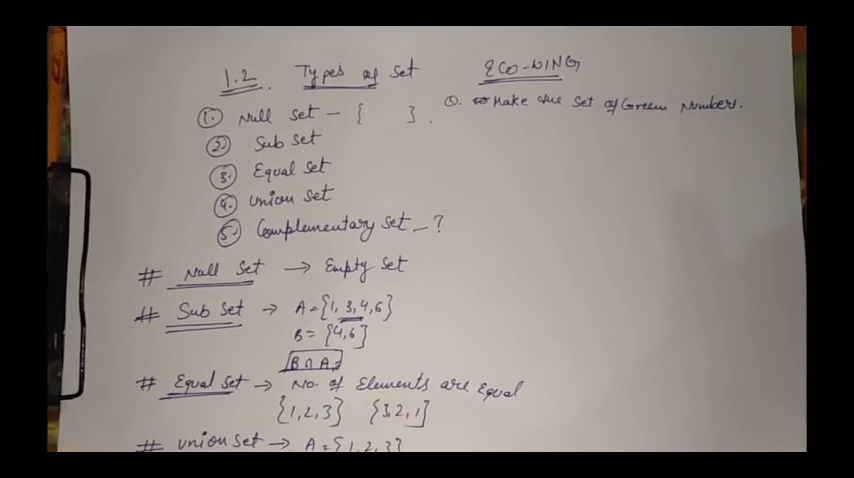 1.2. Types of Set
ECO-WING
Q. Make the set of Green Numbers.
① Null set - { }.
② Sub set
③ Equal set
④ Union set
⑤ Complementary set - ?
# Null set → Empty set
# Sub set → A = {1, 3, 4, 6}
B = {4, 6}
B ∩ A =
# Equal set → No. of Elements are Equal
{1, 2, 3} {3, 2, 1}
# Union set → A = {1, 2, 3}